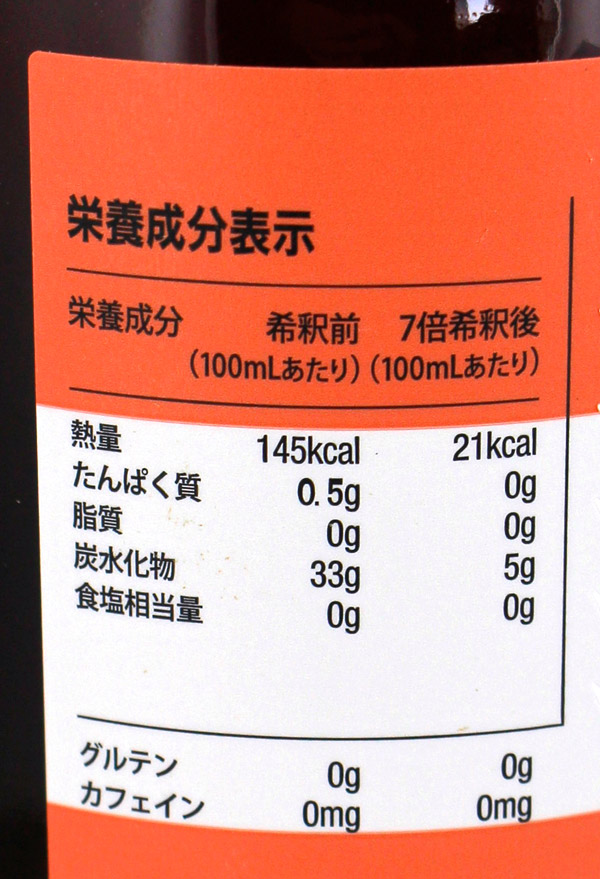 栄養成分表示
栄養成分 希釈前 7倍希釈後
(100mLあたり) (100mLあたり)
熱量 145kcal 21kcal
たんぱく質 0.5g 0g
脂質 0g 0g
炭水化物 33g 5g
食塩相当量 0g 0g
グルテン 0g 0g
カフェイン 0mg 0mg